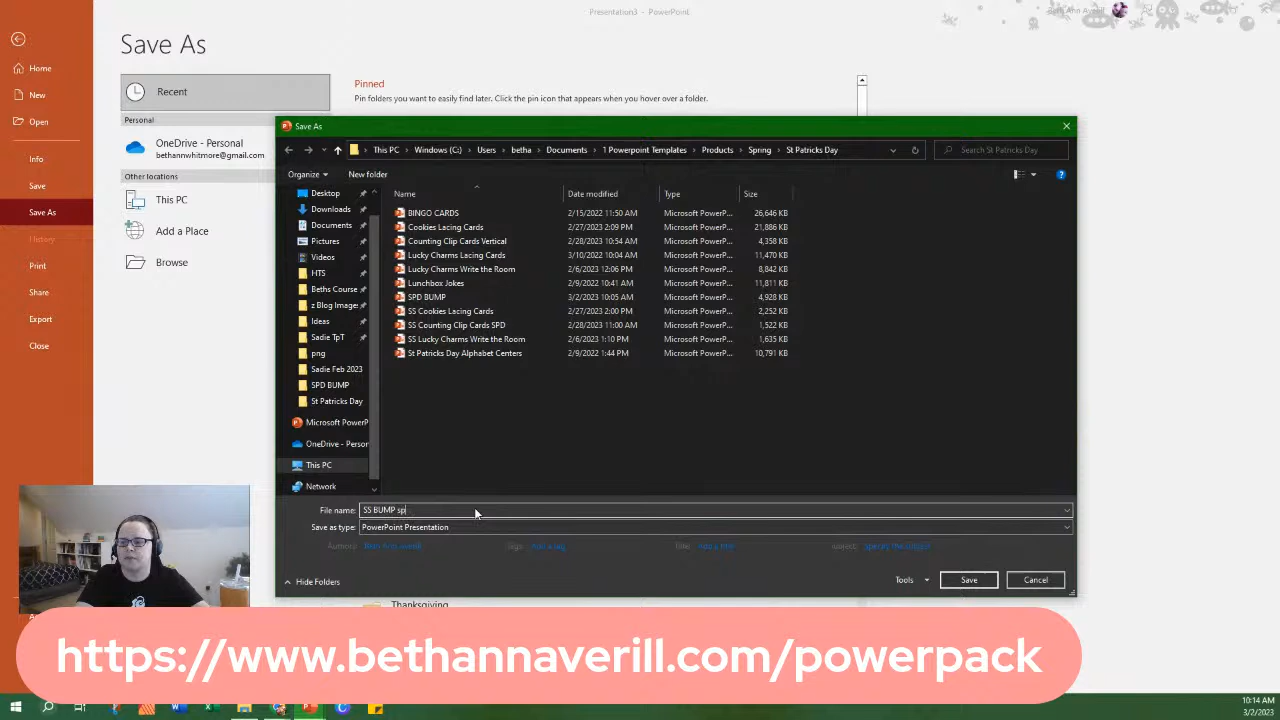 Presentation3 - PowerPoint
Save As
Home
New
Open
Info
Save
Save As
History
Print
Share
Export
Close
Recent
Personal
OneDrive - Personal
bethannwhitmore@gmail.com
Other locations
This PC
Add a Place
Browse
Pinned
Pin folders you want to easily find later. Click the pin icon that appears when you hover over a folder.
Save As
This PC > Windows (C:) > Users > betha > Documents > 1 Powerpoint Templates > Products > Spring > St Patricks Day
Search St Patricks Day
Organize New folder
Name Date modified Type Size
BINGO CARDS 2/15/2022 11:50 AM Microsoft PowerP... 26,646 KB
Cookies Lacing Cards 2/27/2023 2:09 PM Microsoft PowerP... 21,886 KB
Counting Clip Cards Vertical 2/28/2023 10:54 AM Microsoft PowerP... 4,358 KB
Lucky Charms Lacing Cards 3/10/2022 10:04 AM Microsoft PowerP... 11,470 KB
Lucky Charms Write the Room 2/6/2023 12:06 PM Microsoft PowerP... 8,842 KB
Lunchbox Jokes 2/9/2022 10:41 AM Microsoft PowerP... 11,811 KB
SPD BUMP 3/2/2023 10:05 AM Microsoft PowerP... 4,928 KB
SS Cookies Lacing Cards 2/27/2023 2:00 PM Microsoft PowerP... 2,252 KB
SS Counting Clip Cards SPD 2/28/2023 11:00 AM Microsoft PowerP... 1,522 KB
SS Lucky Charms Write the Room 2/6/2023 1:10 PM Microsoft PowerP... 1,635 KB
St Patricks Day Alphabet Centers 2/9/2022 1:44 PM Microsoft PowerP... 10,791 KB
Desktop
Downloads
Documents
Pictures
Videos
HTS
Beths Course
z Blog Images
Ideas
Sadie TpT
png
Sadie Feb 2023
SPD BUMP
St Patricks Day
Microsoft PowerP
OneDrive - Person
This PC
Network
File name: SS BUMP sp
Save as type: PowerPoint Presentation
Authors: Tags: Add a tag Title: Add a title Subject: Specify the subject
Hide Folders
Tools Save Cancel
Thanksgiving
https://www.bethannaverill.com/powerpack
10:14 AM
3/2/2023